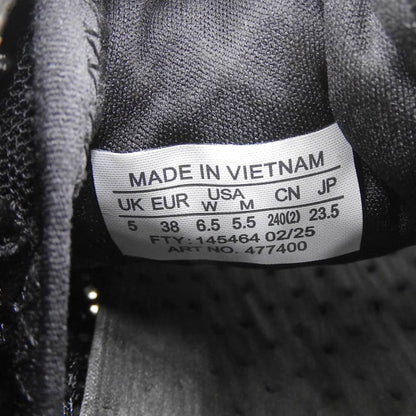 MADE IN VIETNAM
UK EUR USA W M CN JP
5 38 6.5 5.5 240(2) 23.5
FTY: 145464 02/25
ART NO. 477400